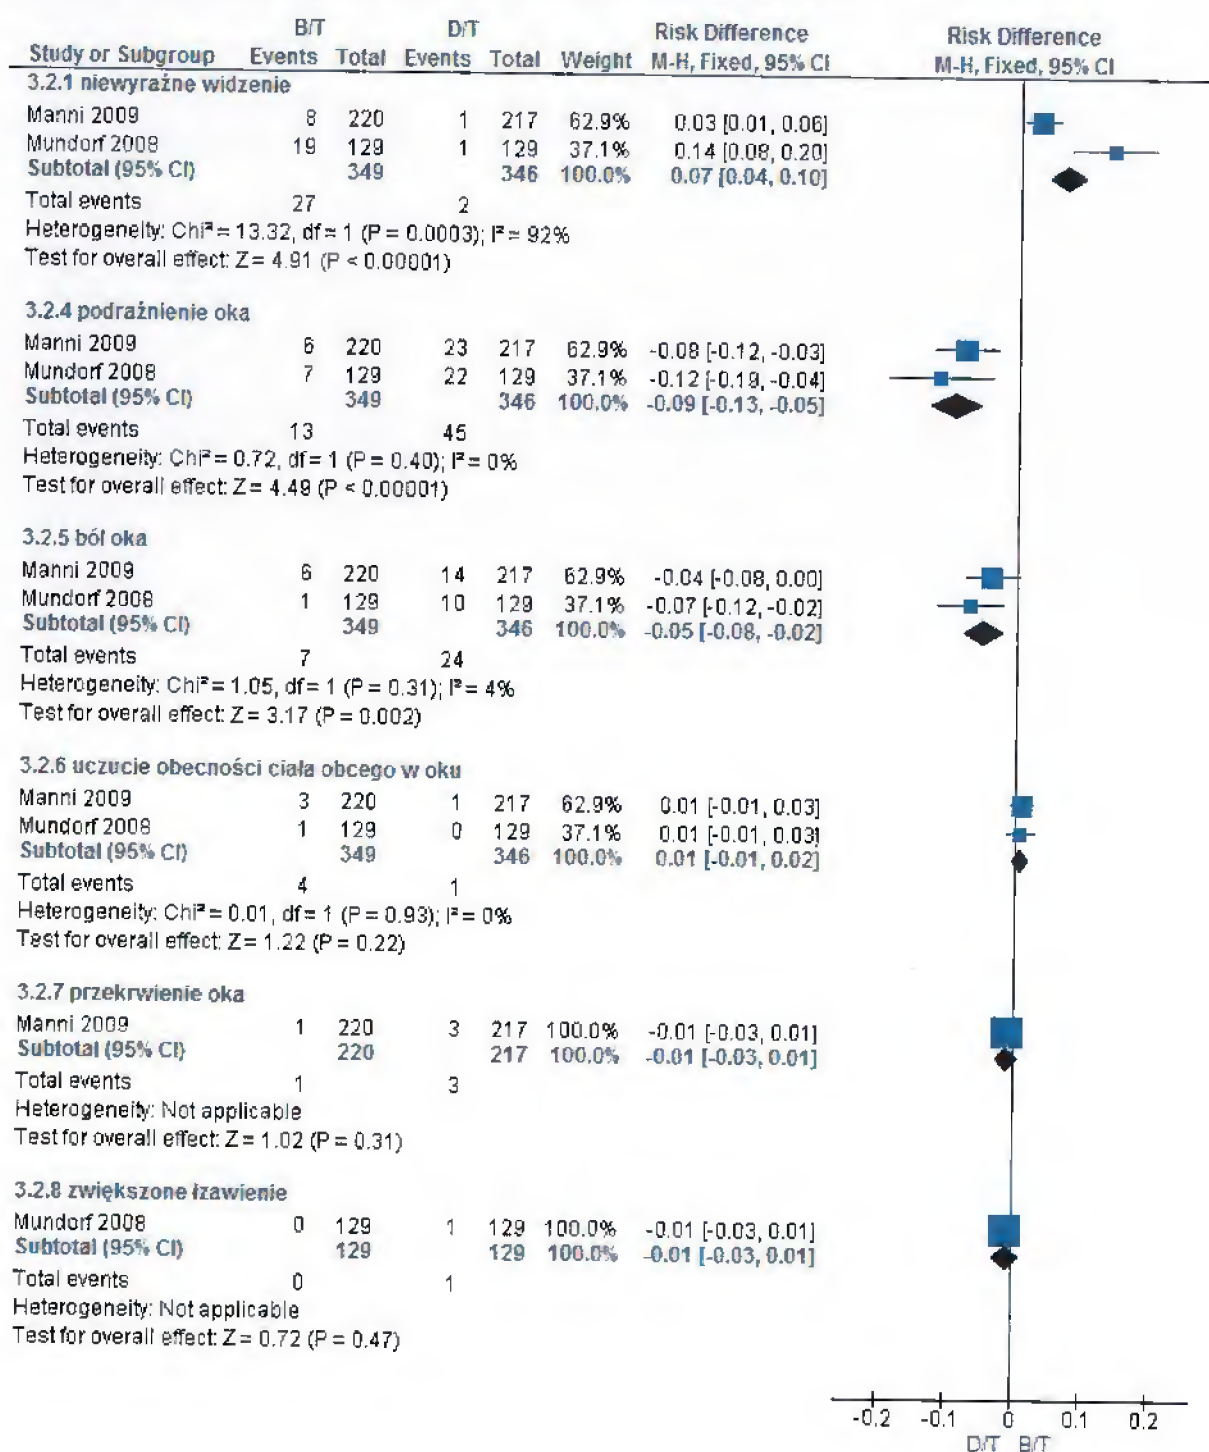 B/T D/T Risk Difference Risk Difference
Study or Subgroup Events Total Events Total Weight M-H, Fixed, 95% CI M-H, Fixed, 95% CI
3.2.1 niewyraźne widzenie
Manni 2009 8 220 1 217 62.9% 0.03 [0.01, 0.06]
Mundorf 2008 19 129 1 129 37.1% 0.14 [0.08, 0.20]
Subtotal (95% CI) 349 346 100.0% 0.07 [0.04, 0.10]
Total events 27 2
Heterogeneity: Chi² = 13.32, df = 1 (P = 0.0003); I² = 92%
Test for overall effect: Z = 4.91 (P < 0.00001)
3.2.4 podrażnienie oka
Manni 2009 6 220 23 217 62.9% -0.08 [-0.12, -0.03]
Mundorf 2008 7 129 22 129 37.1% -0.12 [-0.19, -0.04]
Subtotal (95% CI) 349 346 100.0% -0.09 [-0.13, -0.05]
Total events 13 45
Heterogeneity: Chi² = 0.72, df = 1 (P = 0.40); I² = 0%
Test for overall effect: Z = 4.49 (P < 0.00001)
3.2.5 ból oka
Manni 2009 6 220 14 217 62.9% -0.04 [-0.08, 0.00]
Mundorf 2008 1 129 10 129 37.1% -0.07 [-0.12, -0.02]
Subtotal (95% CI) 349 346 100.0% -0.05 [-0.08, -0.02]
Total events 7 24
Heterogeneity: Chi² = 1.05, df = 1 (P = 0.31); I² = 4%
Test for overall effect: Z = 3.17 (P = 0.002)
3.2.6 uczucie obecności ciała obcego w oku
Manni 2009 3 220 1 217 62.9% 0.01 [-0.01, 0.03]
Mundorf 2008 1 129 0 129 37.1% 0.01 [-0.01, 0.03]
Subtotal (95% CI) 349 346 100.0% 0.01 [-0.01, 0.02]
Total events 4 1
Heterogeneity: Chi² = 0.01, df = 1 (P = 0.93); I² = 0%
Test for overall effect: Z = 1.22 (P = 0.22)
3.2.7 przekrwienie oka
Manni 2009 1 220 3 217 100.0% -0.01 [-0.03, 0.01]
Subtotal (95% CI) 220 217 100.0% -0.01 [-0.03, 0.01]
Total events 1 3
Heterogeneity: Not applicable
Test for overall effect: Z = 1.02 (P = 0.31)
3.2.8 zwiększone łzawienie
Mundorf 2008 0 129 1 129 100.0% -0.01 [-0.03, 0.01]
Subtotal (95% CI) 129 129 100.0% -0.01 [-0.03, 0.01]
Total events 0 1
Heterogeneity: Not applicable
Test for overall effect: Z = 0.72 (P = 0.47)
-0.2 -0.1 0 0.1 0.2
D/T B/T